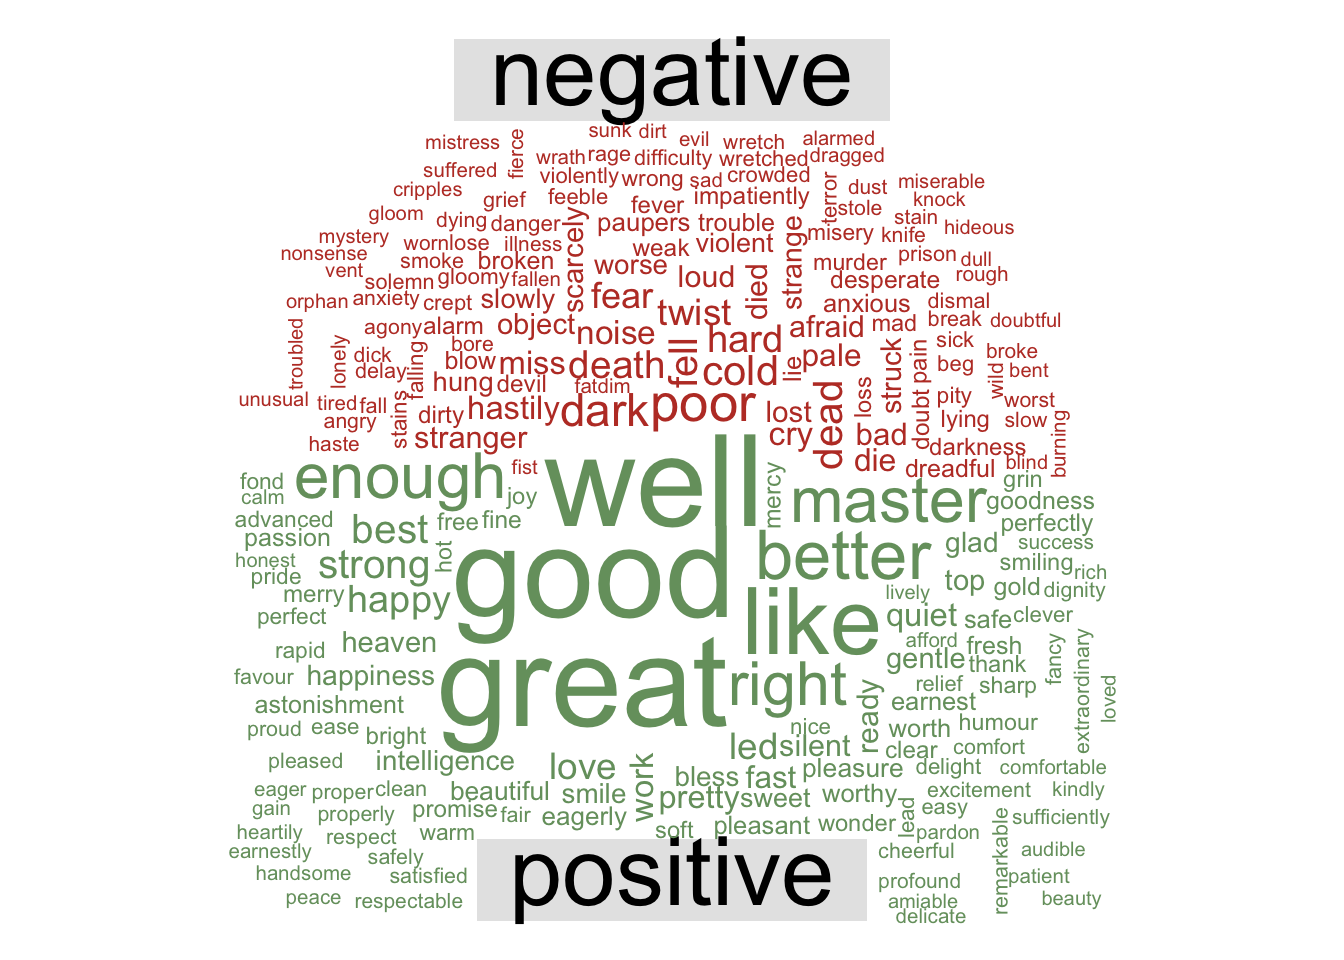 negative
sunk dirt evil wretch alarmed
mistress fierce wrath rage difficulty wretched dragged
suffered violently wrong sad crowded
cripples grief feeble fever impatiently terror dust miserable
gloom dying danger scarcely paupers trouble stole knock
mystery worn lose illness weak violent strange misery knife stain hideous
nonsense smoke broken worse loud died murder prison dull
vent solemn gloomy fallen fear desperate rough
orphan anxiety crept slowly twist anxious dismal
agony alarm object noise hard afraid mad break doubtful
troubled lonely dick bore blow miss death fell cold lie pale struck pain sick broke
delay falling hung devil fatdim loss doubt beg wild bent
unusual tired fall stains dirty hastily dark poor lost dead pity worst
angry stranger cry bad lying slow
haste die darkness burning
dreadful blind
fond enough fist well mercy master grin
calm joy goodness
advanced best free fine perfectly
passion hot good better glad success
honest strong smiling rich
pride top gold dignity
merry happy like lively
perfect quiet safe clever
rapid heaven great afford fresh
favour happiness right gentle thank fancy extraordinary
astonishment ready relief sharp loved
proud ease nice earnest
bright worth humour
pleased intelligence love work led silent clear comfort
bless fast pleasure delight comfortable
eager proper clean beautiful smile pretty sweet worthy excitement kindly
gain properly promise fair eagerly lead easy sufficiently
heartily respect warm soft pleasant wonder pardon remarkable
earnestly safely positive cheerful audible
handsome satisfied profound patient
peace respectable amiable beauty
delicate